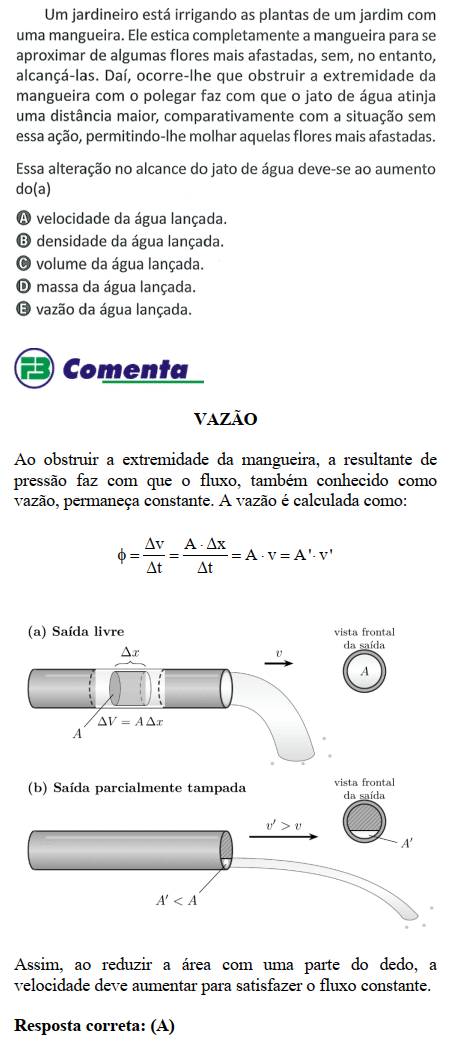 Um jardineiro está irrigando as plantas de um jardim com
uma mangueira. Ele estica completamente a mangueira para se
aproximar de algumas flores mais afastadas, sem, no entanto,
alcançá-las. Daí, ocorre-lhe que obstruir a extremidade da
mangueira com o polegar faz com que o jato de água atinja
uma distância maior, comparativamente com a situação sem
essa ação, permitindo-lhe molhar aquelas flores mais afastadas.
Essa alteração no alcance do jato de água deve-se ao aumento
do(a)
A velocidade da água lançada.
B densidade da água lançada.
C volume da água lançada.
D massa da água lançada.
E vazão da água lançada.
FB Comenta
VAZÃO
Ao obstruir a extremidade da mangueira, a resultante de
pressão faz com que o fluxo, também conhecido como
vazão, permaneça constante. A vazão é calculada como:
ϕ = Δv/Δt = A · Δx/Δt = A · v = A' · v'
(a) Saída livre
Δx
v
vista frontal
da saída
A
ΔV = A Δx
A
(b) Saída parcialmente tampada
vista frontal
da saída
v' > v
A'
A' < A
Assim, ao reduzir a área com uma parte do dedo, a
velocidade deve aumentar para satisfazer o fluxo constante.
Resposta correta: (A)